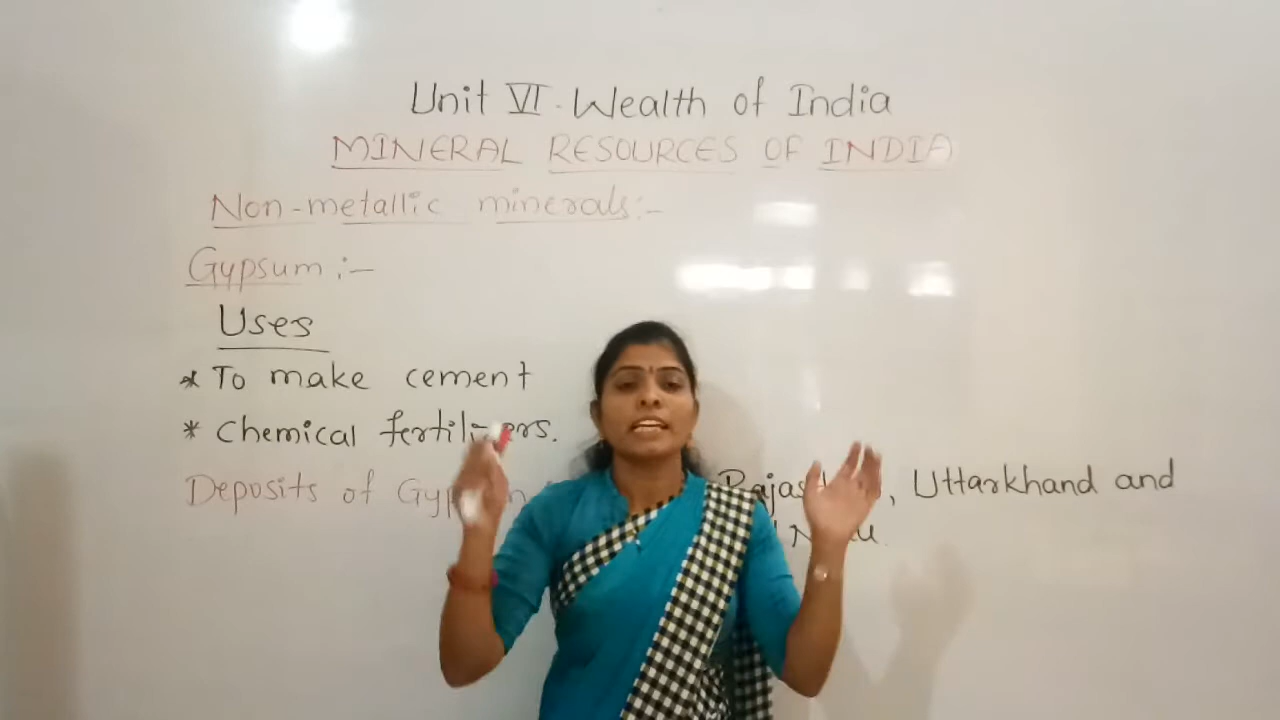 Unit VI - Wealth of India
MINERAL RESOURCES OF INDIA
Non-metallic minerals:-
Gypsum :-
Uses
* To make cement
* Chemical fertilizers.
Deposits of , Uttarkhand and